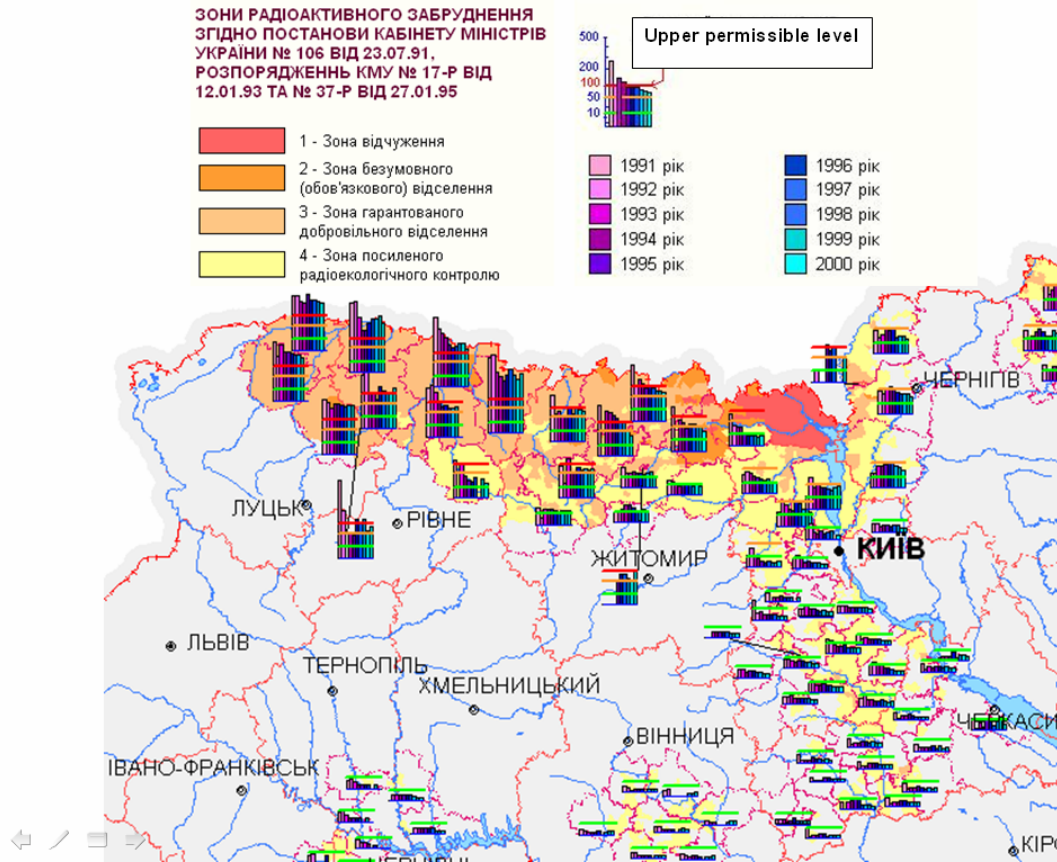 ЗОНИ РАДІОАКТИВНОГО ЗАБРУДНЕННЯ
ЗГІДНО ПОСТАНОВИ КАБІНЕТУ МІНІСТРІВ
УКРАЇНИ № 106 ВІД 23.07.91,
РОЗПОРЯДЖЕННЬ КМУ № 17-Р ВІД
12.01.93 ТА № 37-Р ВІД 27.01.95
Upper permissible level
500
200
100
50
10
1 - Зона відчуження
2 - Зона безумовного
(обов'язкового) відселення
3 - Зона гарантованого
добровільного відселення
4 - Зона посиленого
радіоекологічного контролю
1991 рік
1992 рік
1993 рік
1994 рік
1995 рік
1996 рік
1997 рік
1998 рік
1999 рік
2000 рік
ЧЕРНІГІВ
ЛУЦЬК
РІВНЕ
КИЇВ
ЖИТОМИР
ЛЬВІВ
ТЕРНОПІЛЬ
ХМЕЛЬНИЦЬКИЙ
ЧЕРКАСИ
ВІННИЦЯ
ІВАНО-ФРАНКІВСЬК
КІР